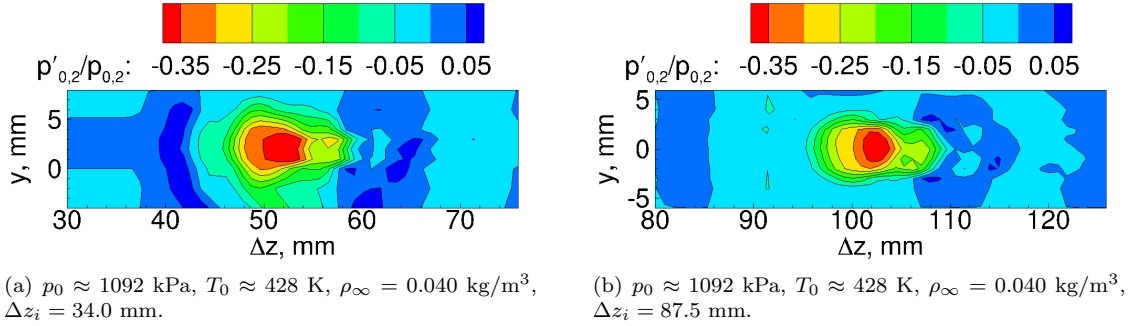 p′0,2/p0,2: -0.35 -0.25 -0.15 -0.05 0.05
y, mm
5
0
30 40 50 60 70
Δz, mm
(a) p0 ≈ 1092 kPa, T0 ≈ 428 K, ρ∞ = 0.040 kg/m³,
Δzi = 34.0 mm.
p′0,2/p0,2: -0.35 -0.25 -0.15 -0.05 0.05
y, mm
5
0
-5
80 90 100 110 120
Δz, mm
(b) p0 ≈ 1092 kPa, T0 ≈ 428 K, ρ∞ = 0.040 kg/m³,
Δzi = 87.5 mm.